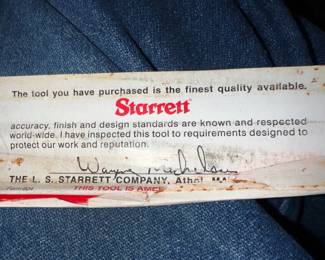 The tool you have purchased is the finest quality available.
Starrett
accuracy, finish and design standards are known and respected
world-wide. I have inspected this tool to requirements designed to
protect our work and reputation.
Wayne
THE L. S. STARRETT COMPANY, Athol
THIS TOOL IS